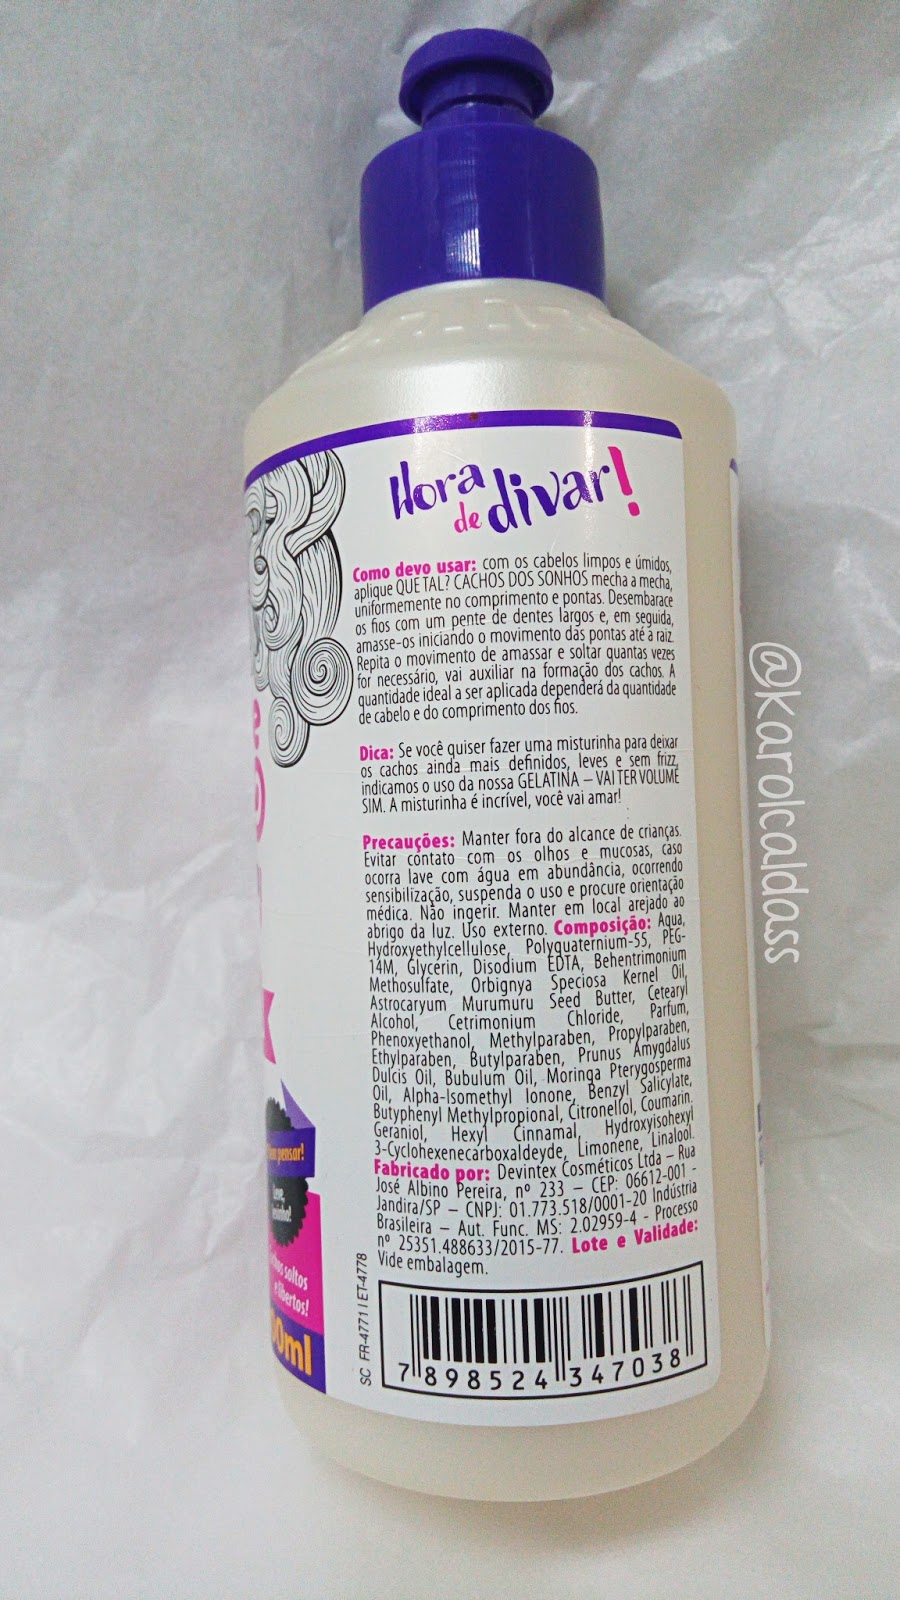 Hora
de divar!
Como devo usar: com os cabelos limpos e úmidos,
aplique QUE TAL? CACHOS DOS SONHOS mecha a mecha,
uniformemente no comprimento e pontas. Desembarace
os fios com um pente de dentes largos e, em seguida,
amasse-os iniciando o movimento das pontas até a raiz.
Repita o movimento de amassar e soltar quantas vezes
for necessário, vai auxiliar na formação dos cachos. A
quantidade ideal a ser aplicada dependerá da quantidade
de cabelo e do comprimento dos fios.
Dica: Se você quiser fazer uma misturinha para deixar
os cachos ainda mais definidos, leves e sem frizz,
indicamos o uso da nossa GELATINA – VAI TER VOLUME
SIM. A misturinha é incrível, você vai amar!
Precauções: Manter fora do alcance de crianças.
Evitar contato com os olhos e mucosas, caso
ocorra lave com água em abundância, ocorrendo
sensibilização, suspenda o uso e procure orientação
médica. Não ingerir. Manter em local arejado ao
abrigo da luz. Uso externo. Composição: Aqua,
Hydroxyethylcellulose, Polyquaternium-55, PEG-
14M, Glycerin, Disodium EDTA, Behentrimonium
Methosulfate, Orbignya Speciosa Kernel Oil,
Astrocaryum Murumuru Seed Butter, Cetearyl
Alcohol, Cetrimonium Chloride, Parfum,
Phenoxyethanol, Methylparaben, Propylparaben,
Ethylparaben, Butylparaben, Prunus Amygdalus
Dulcis Oil, Bubulum Oil, Moringa Pterygosperma
Oil, Alpha-Isomethyl Ionone, Benzyl Salicylate,
Butyphenyl Methylpropional, Citronellol, Coumarin.
Geraniol, Hexyl Cinnamal, Hydroxyisohexyl
3-Cyclohexenecarboxaldeyde, Limonene, Linalool.
Fabricado por: Devintex Cosméticos Ltda – Rua
José Albino Pereira, nº 233 – CEP: 06612-001 -
Jandira/SP – CNPJ: 01.773.518/0001-20 Indústria
Brasileira – Aut. Func. MS: 2.02959-4 - Processo
nº 25351.488633/2015-77. Lote e Validade:
Vide embalagem.
SC FR-4771 I ET-4778
7 898524 347038
pensar!
Leve,
soltos
e libertos!
0ml
@karolcaldass